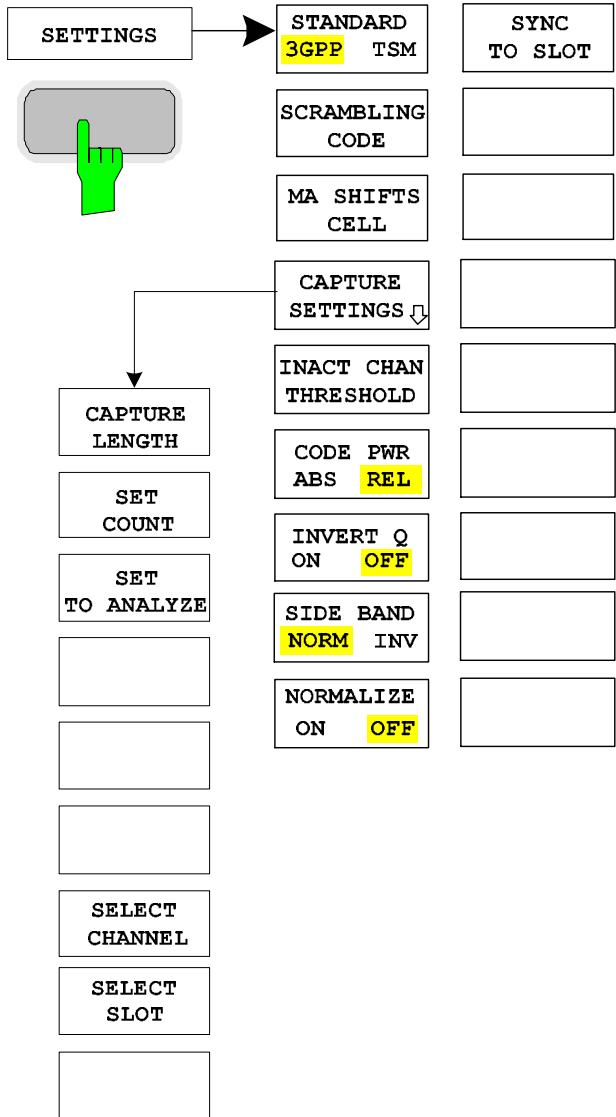 SETTINGS
STANDARD
3GPP TSM
SYNC
TO SLOT
SCRAMBLING
CODE
MA SHIFTS
CELL
CAPTURE
SETTINGS
INACT CHAN
THRESHOLD
CODE PWR
ABS REL
INVERT Q
ON OFF
SIDE BAND
NORM INV
NORMALIZE
ON OFF
CAPTURE
LENGTH
SET
COUNT
SET
TO ANALYZE
SELECT
CHANNEL
SELECT
SLOT